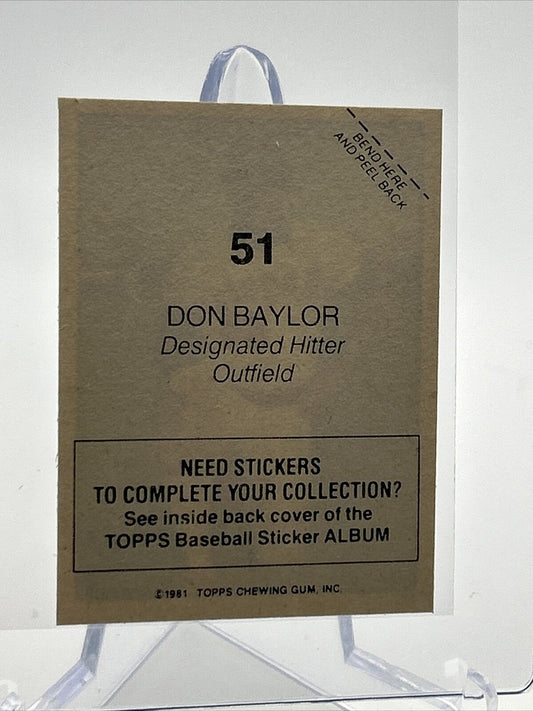 BEND HERE
AND PEEL BACK
51
DON BAYLOR
Designated Hitter
Outfield
NEED STICKERS
TO COMPLETE YOUR COLLECTION?
See inside back cover of the
TOPPS Baseball Sticker ALBUM
© 1981 TOPPS CHEWING GUM, INC.